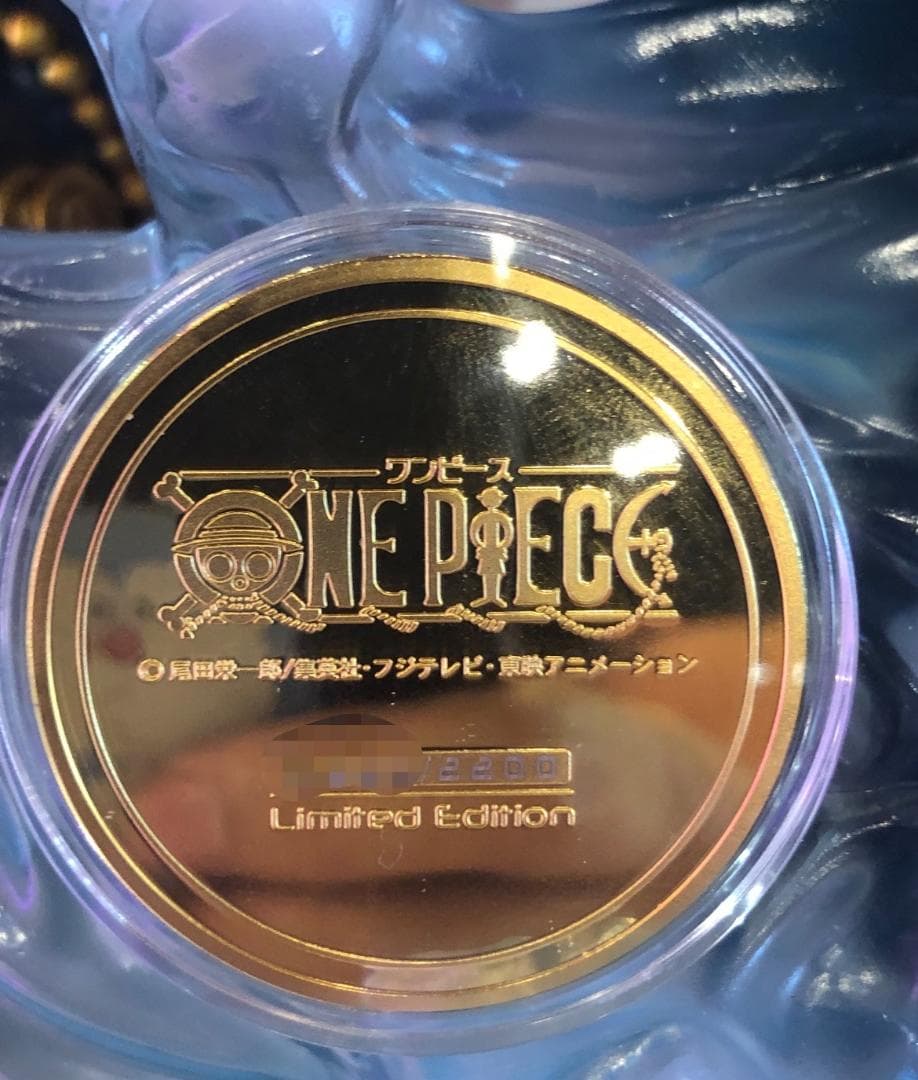 ワンピース
ONE PIECE
© 尾田栄一郎/集英社・フジテレビ・東映アニメーション
/2200
Limited Edition